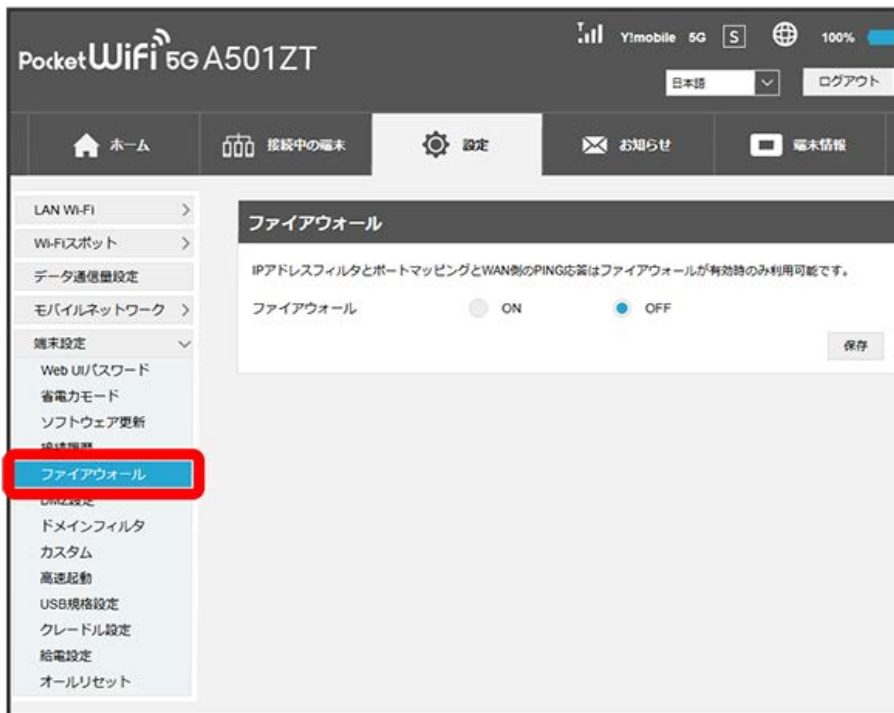 Pocket WiFi 5G A501ZT
Y!mobile 5G S 100%
日本語
ログアウト
ホーム
接続中の端末
設定
お知らせ
端末情報
LAN Wi-Fi
Wi-Fiスポット
データ通信量設定
モバイルネットワーク
端末設定
Web UIパスワード
省電力モード
ソフトウェア更新
接続履歴
ファイアウォール
DMZ設定
ドメインフィルタ
カスタム
高速起動
USB規格設定
クレードル設定
給電設定
オールリセット
ファイアウォール
IPアドレスフィルタとポートマッピングとWAN側のPING応答はファイアウォールが有効時のみ利用可能です。
ファイアウォール ON OFF
保存